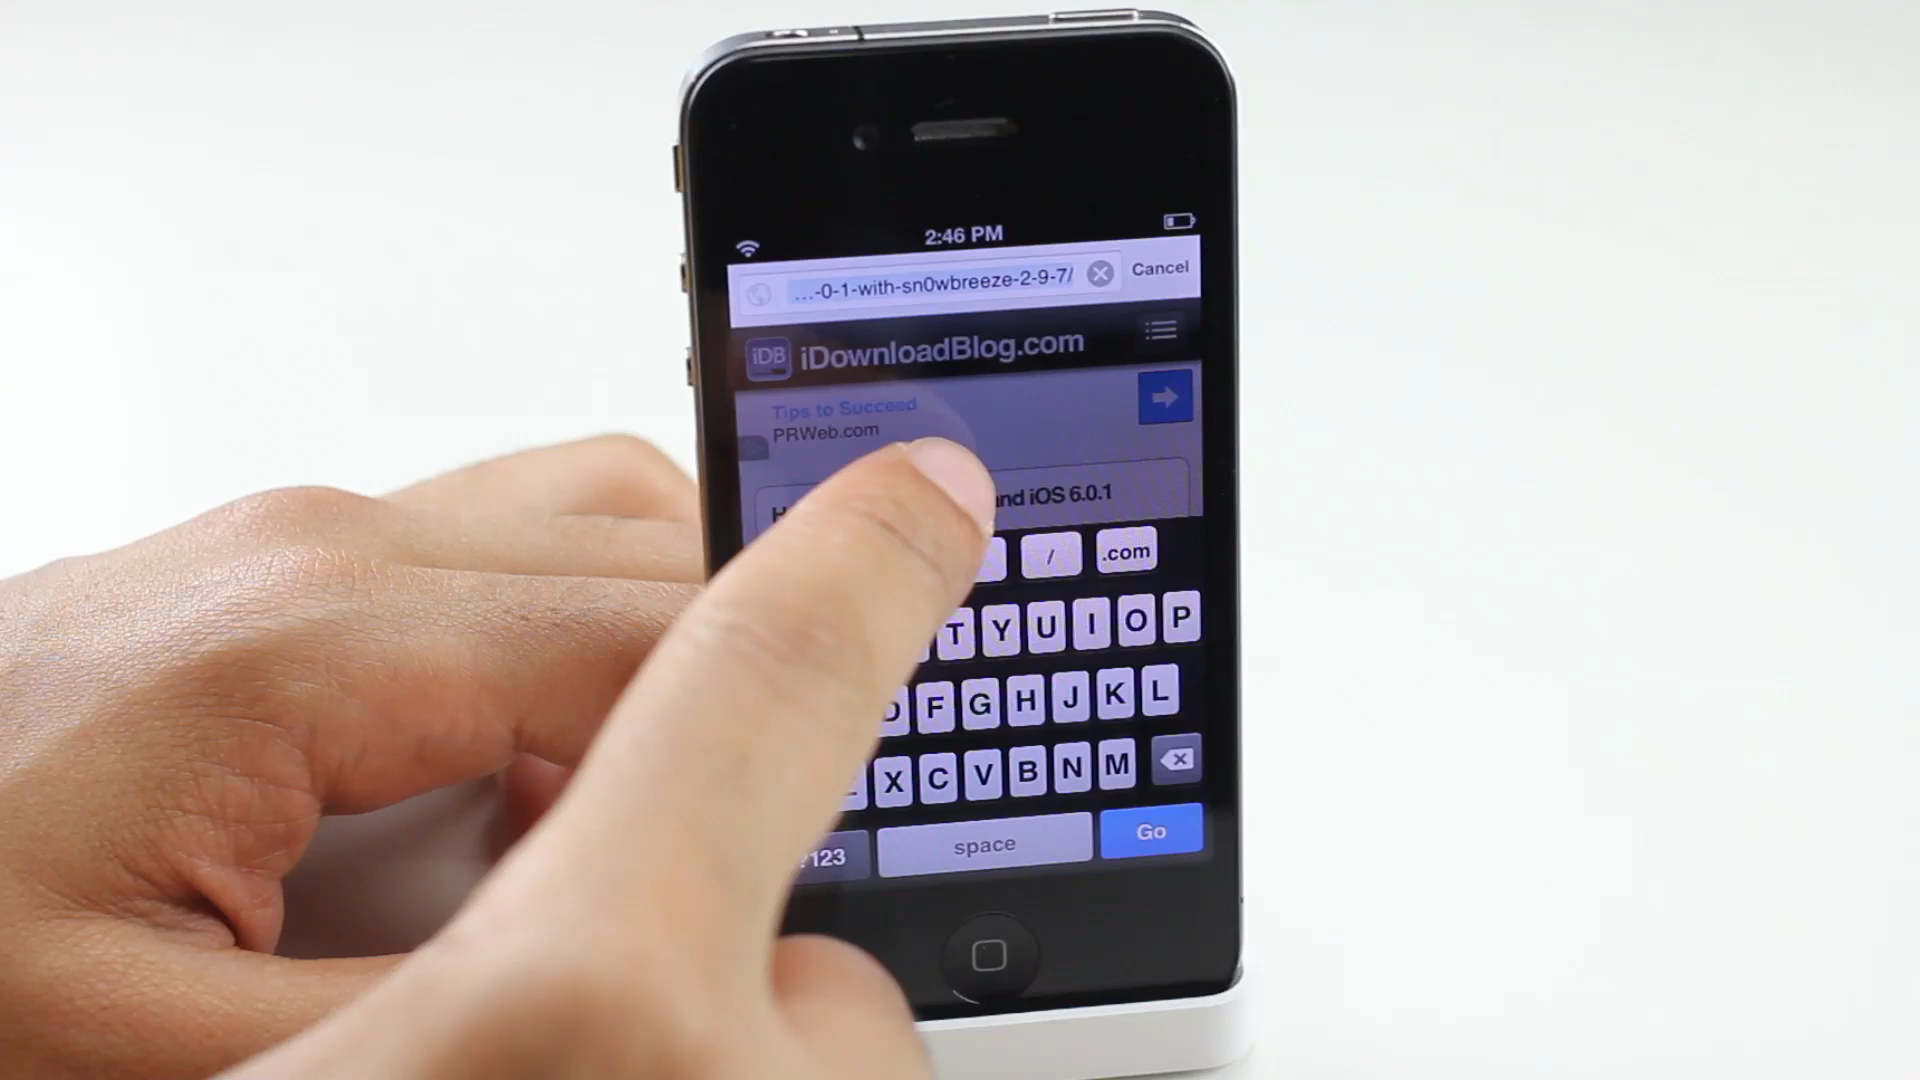 2:46 PM
...-0-1-with-sn0wbreeze-2-9-7/
Cancel
iDB iDownloadBlog.com
Tips to Succeed
PRWeb.com
and iOS 6.0.1
/ .com
T Y U I O P
D F G H J K L
Z X C V B N M
?123 space Go